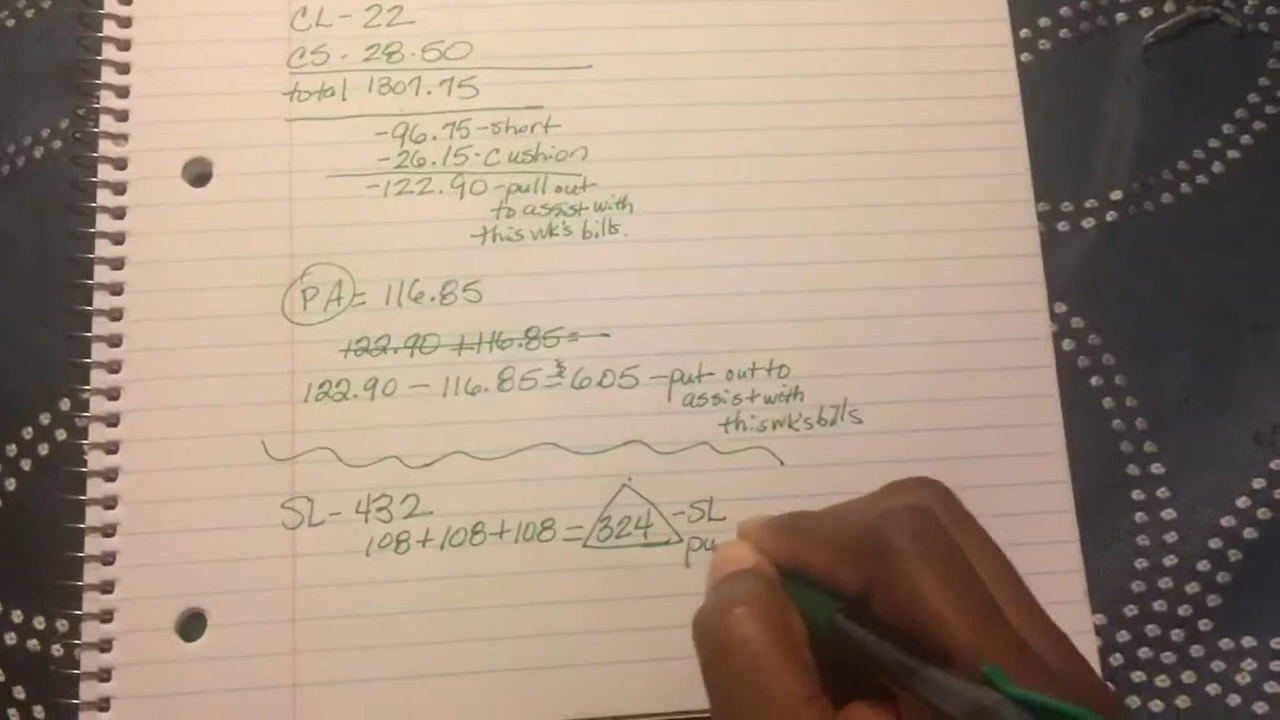 CL - 22
CS - 28.50
total 1307.75
-96.75 - short
-26.15 - cushion
-122.90 - pull out
to assist with
this wk's bills.
PA = 116.85
122.90 + 116.85 =
122.90 - 116.85 = $6.05 - put out to
assist with
this wk's bills
SL - 432
108 + 108 + 108 = 324 - SL
pu